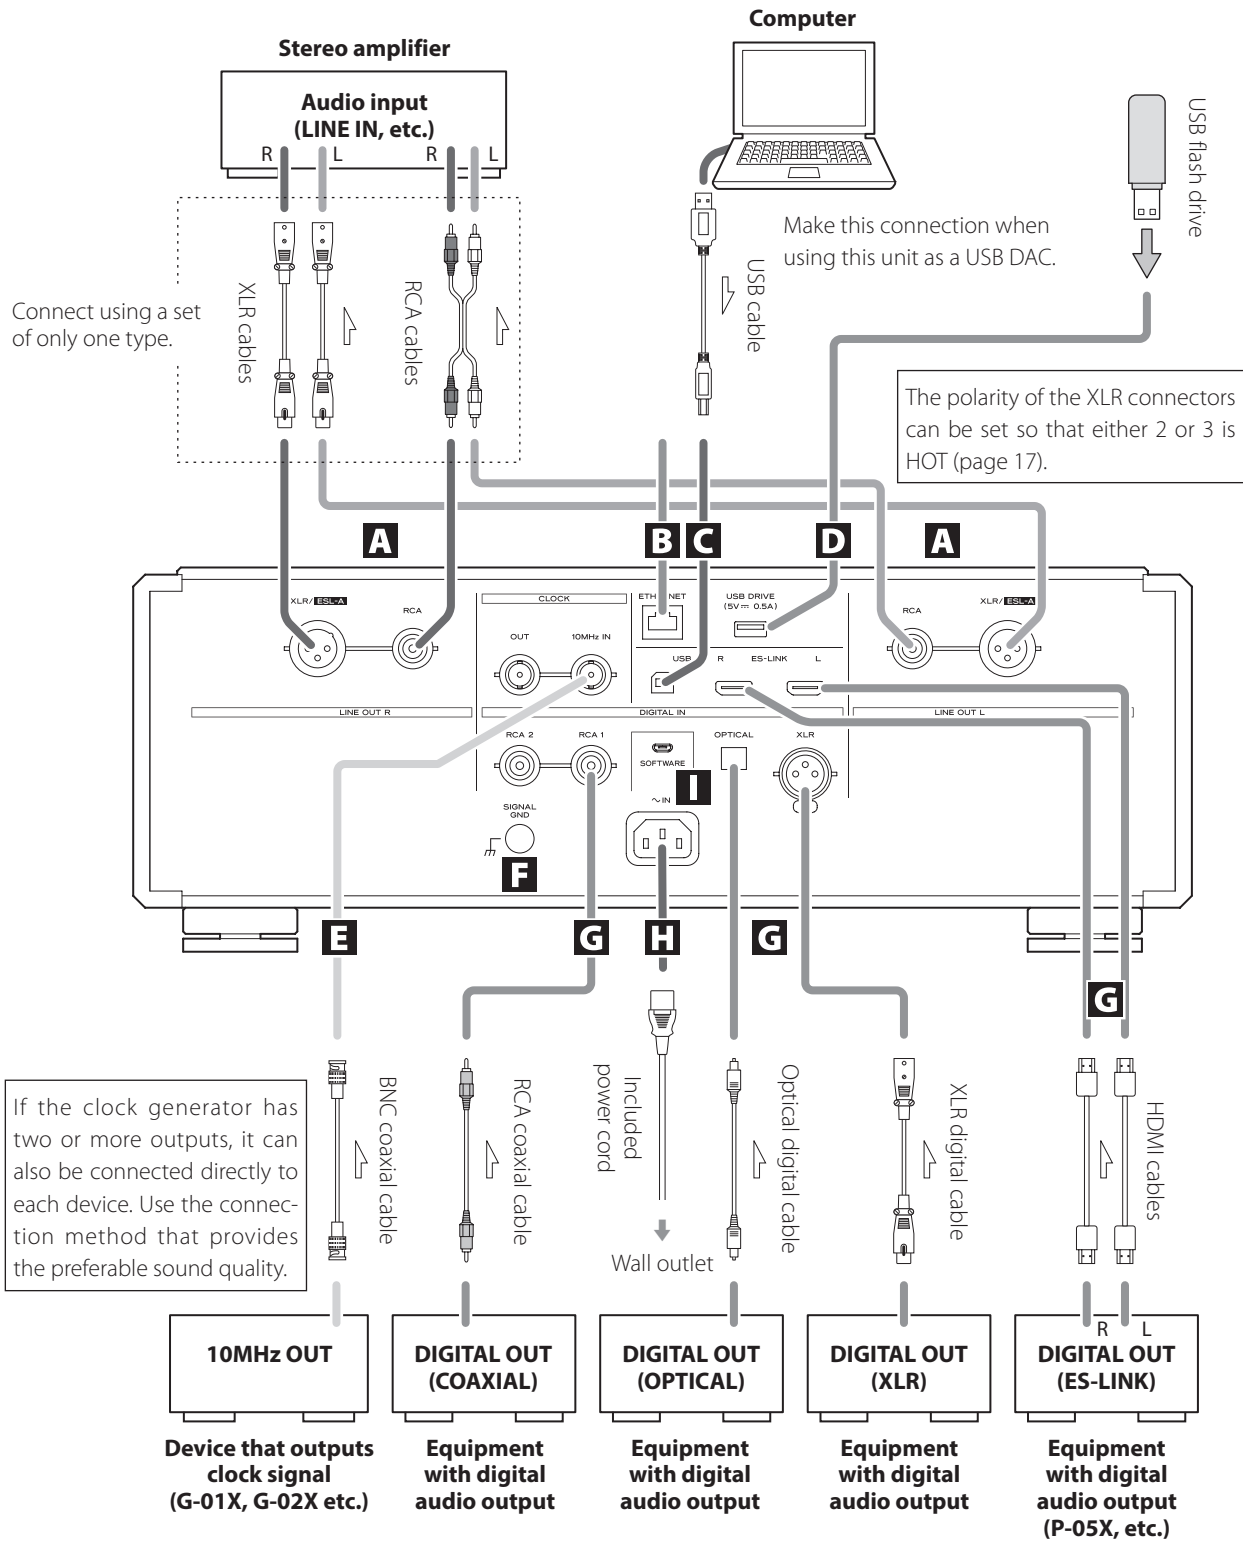 Computer
Stereo amplifier
Audio input
(LINE IN, etc.)
R
L
R
L
USB flash drive
Make this connection when
using this unit as a USB DAC.
Connect using a set
of only one type.
XLR cables
RCA cables
USB cable
The polarity of the XLR connectors
can be set so that either 2 or 3 is
HOT (page 17).
A
B
C
D
A
XLR/ ESL-A
RCA
CLOCK
OUT
10MHz IN
USB DRIVE
(5V⎓ 0.5A)
RCA
XLR/ ESL-A
USB
R
ES-LINK
L
LINE OUT R
DIGITAL IN
LINE OUT L
RCA 2
RCA 1
SOFTWARE
OPTICAL
XLR
I
SIGNAL
GND
∼ IN
F
E
G
H
G
G
If the clock generator has
two or more outputs, it can
also be connected directly to
each device. Use the connec-
tion method that provides
the preferable sound quality.
BNC coaxial cable
RCA coaxial cable
Included
power cord
Wall outlet
Optical digital cable
XLR digital cable
HDMI cables
10MHz OUT
DIGITAL OUT
(COAXIAL)
DIGITAL OUT
(OPTICAL)
DIGITAL OUT
(XLR)
R
L
DIGITAL OUT
(ES-LINK)
Device that outputs
clock signal
(G-01X, G-02X etc.)
Equipment
with digital
audio output
Equipment
with digital
audio output
Equipment
with digital
audio output
Equipment
with digital
audio output
(P-05X, etc.)